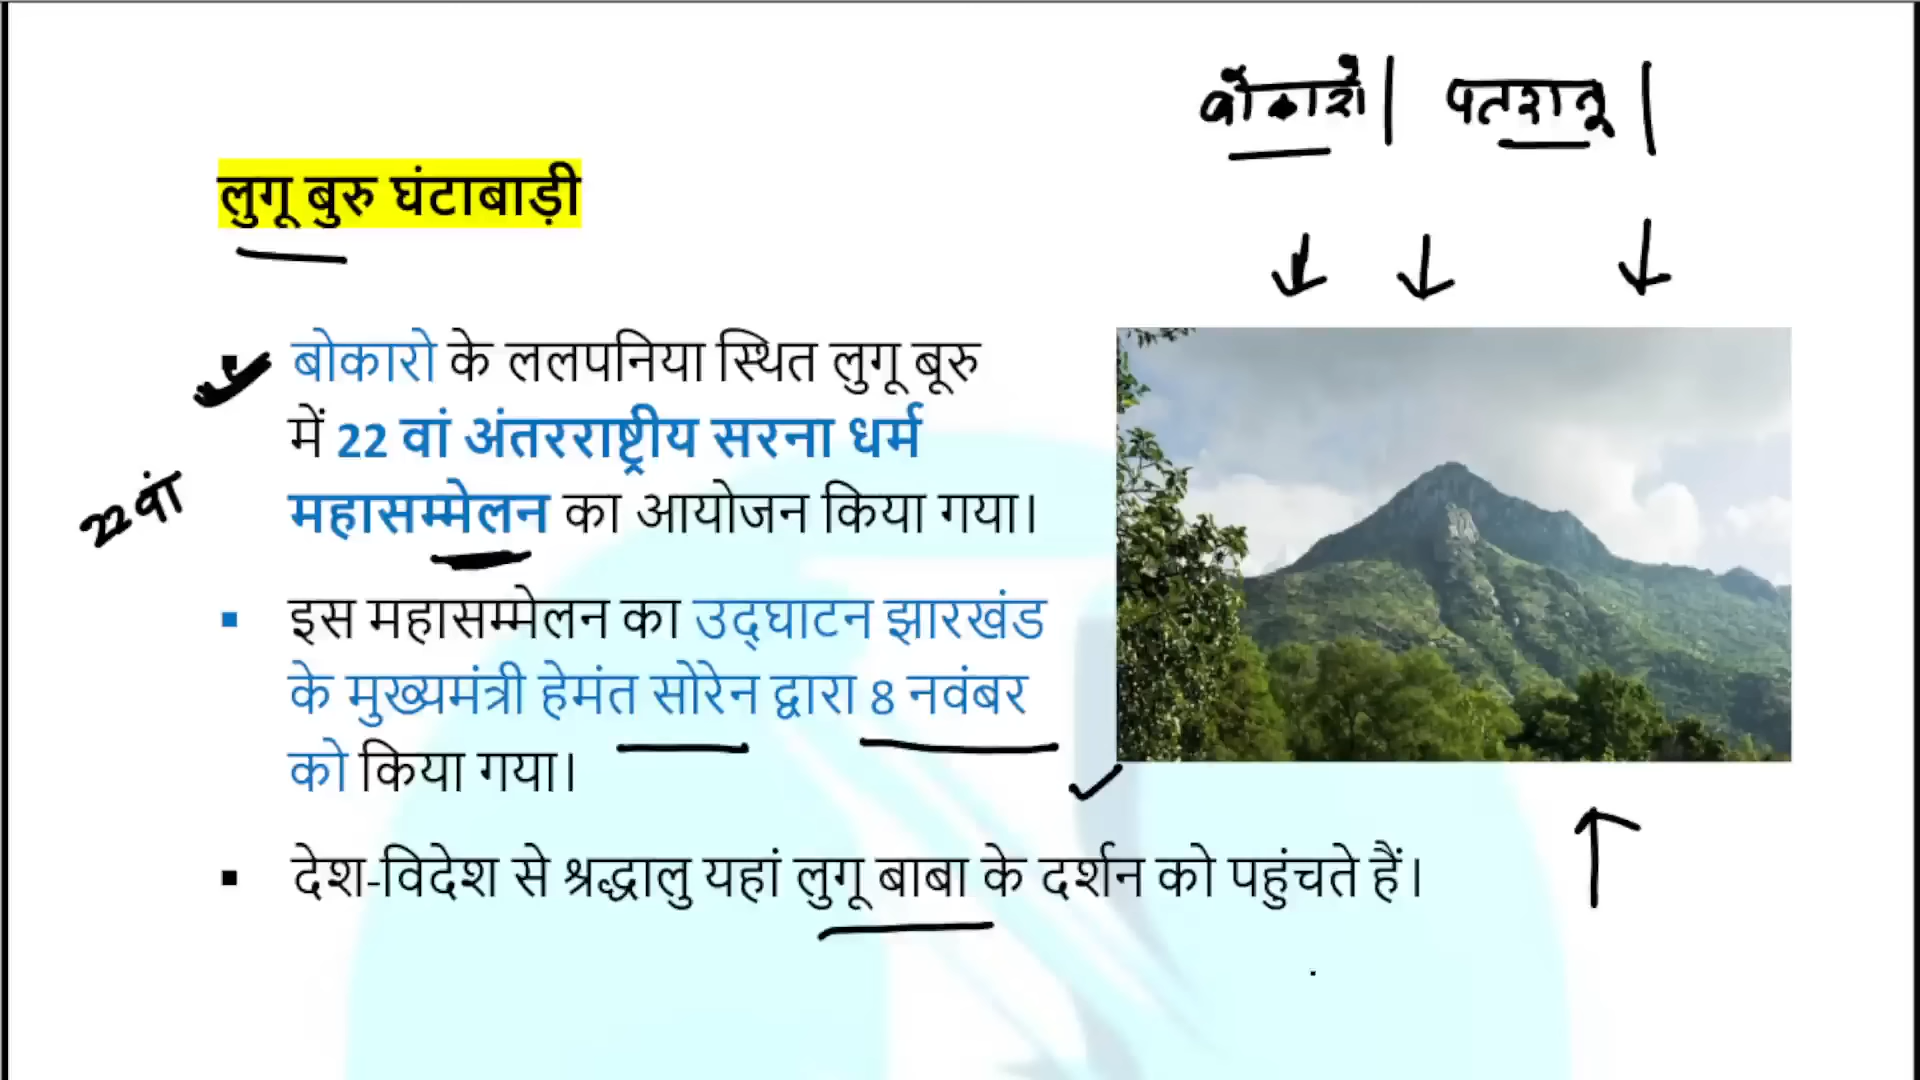 बोकारो | पतरातू |
लुगू बुरु घंटाबाड़ी
▪ बोकारो के ललपनिया स्थित लुगू बूरु
में 22 वां अंतरराष्ट्रीय सरना धर्म
महासम्मेलन का आयोजन किया गया।
22 वां
▪ इस महासम्मेलन का उद्घाटन झारखंड
के मुख्यमंत्री हेमंत सोरेन द्वारा 8 नवंबर
को किया गया।
▪ देश-विदेश से श्रद्धालु यहां लुगू बाबा के दर्शन को पहुंचते हैं।